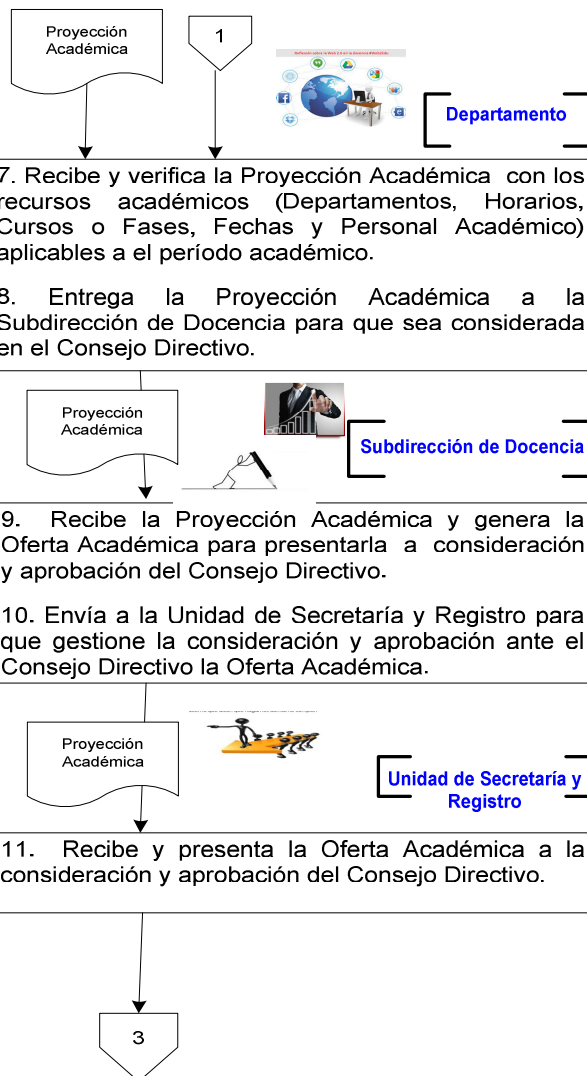 Proyección
Académica
1
Departamento
7. Recibe y verifica la Proyección Académica con los
recursos académicos (Departamentos, Horarios,
Cursos o Fases, Fechas y Personal Académico)
aplicables a el período académico.
8. Entrega la Proyección Académica a la
Subdirección de Docencia para que sea considerada
en el Consejo Directivo.
Proyección
Académica
Subdirección de Docencia
9. Recibe la Proyección Académica y genera la
Oferta Académica para presentarla a consideración
y aprobación del Consejo Directivo.
10. Envía a la Unidad de Secretaría y Registro para
que gestione la consideración y aprobación ante el
Consejo Directivo la Oferta Académica.
Proyección
Académica
Unidad de Secretaría y
Registro
11. Recibe y presenta la Oferta Académica a la
consideración y aprobación del Consejo Directivo.
3